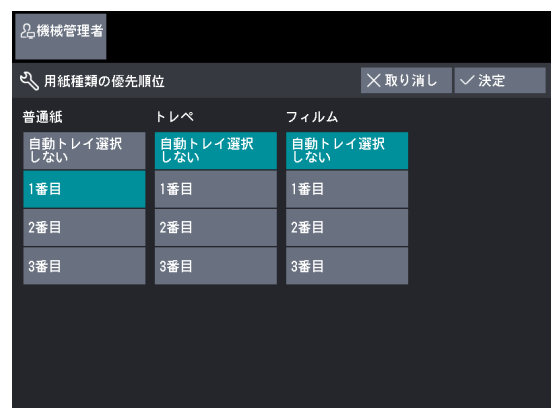 機械管理者
用紙種類の優先順位
取り消し
決定
普通紙
トレペ
フィルム
自動トレイ選択
しない
自動トレイ選択
しない
自動トレイ選択
しない
1番目
1番目
1番目
2番目
2番目
2番目
3番目
3番目
3番目